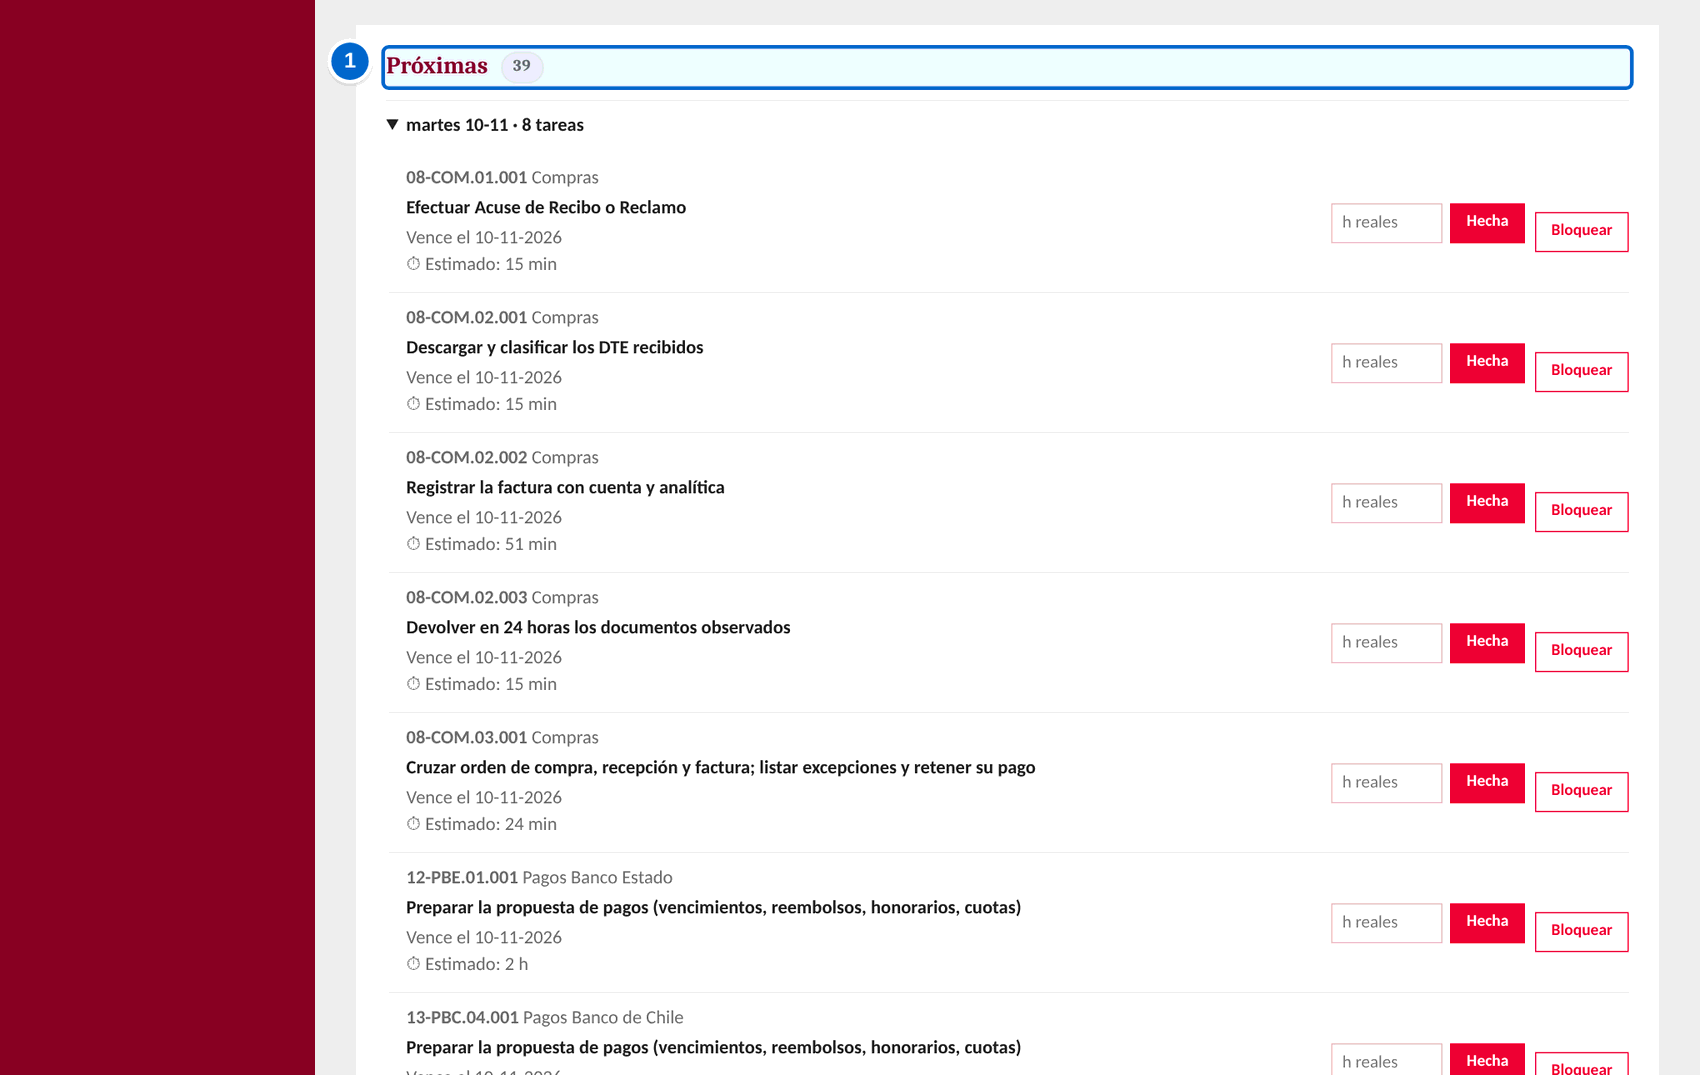 1
Próximas 39
▼ martes 10-11 · 8 tareas
08-COM.01.001 Compras
Efectuar Acuse de Recibo o Reclamo
Vence el 10-11-2026
⏱ Estimado: 15 min
h reales Hecha Bloquear
08-COM.02.001 Compras
Descargar y clasificar los DTE recibidos
Vence el 10-11-2026
⏱ Estimado: 15 min
h reales Hecha Bloquear
08-COM.02.002 Compras
Registrar la factura con cuenta y analítica
Vence el 10-11-2026
⏱ Estimado: 51 min
h reales Hecha Bloquear
08-COM.02.003 Compras
Devolver en 24 horas los documentos observados
Vence el 10-11-2026
⏱ Estimado: 15 min
h reales Hecha Bloquear
08-COM.03.001 Compras
Cruzar orden de compra, recepción y factura; listar excepciones y retener su pago
Vence el 10-11-2026
⏱ Estimado: 24 min
h reales Hecha Bloquear
12-PBE.01.001 Pagos Banco Estado
Preparar la propuesta de pagos (vencimientos, reembolsos, honorarios, cuotas)
Vence el 10-11-2026
⏱ Estimado: 2 h
h reales Hecha Bloquear
13-PBC.04.001 Pagos Banco de Chile
Preparar la propuesta de pagos (vencimientos, reembolsos, honorarios, cuotas)
h reales Hecha Bloquear